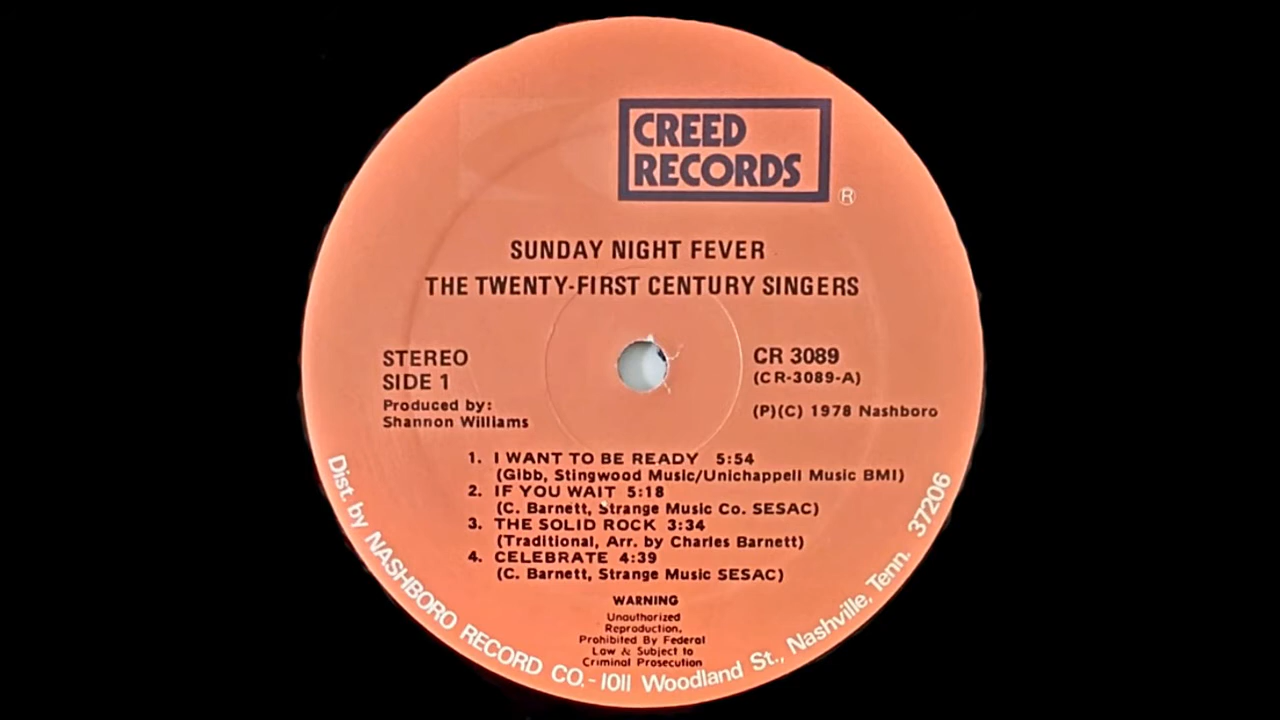 CREED
RECORDS
®
SUNDAY NIGHT FEVER
THE TWENTY-FIRST CENTURY SINGERS
STEREO
SIDE 1
Produced by:
Shannon Williams
CR 3089
(CR-3089-A)
(P)(C) 1978 Nashboro
1. I WANT TO BE READY 5:54
(Gibb, Stingwood Music/Unichappell Music BMI)
2. IF YOU WAIT 5:18
(C. Barnett, Strange Music Co. SESAC)
3. THE SOLID ROCK 3:34
(Traditional, Arr. by Charles Barnett)
4. CELEBRATE 4:39
(C. Barnett, Strange Music SESAC)
WARNING
Unauthorized
Reproduction,
Prohibited By Federal
Law & Subject to
Criminal Prosecution
Dist. by NASHBORO RECORD CO.-1011 Woodland St., Nashville, Tenn. 37206